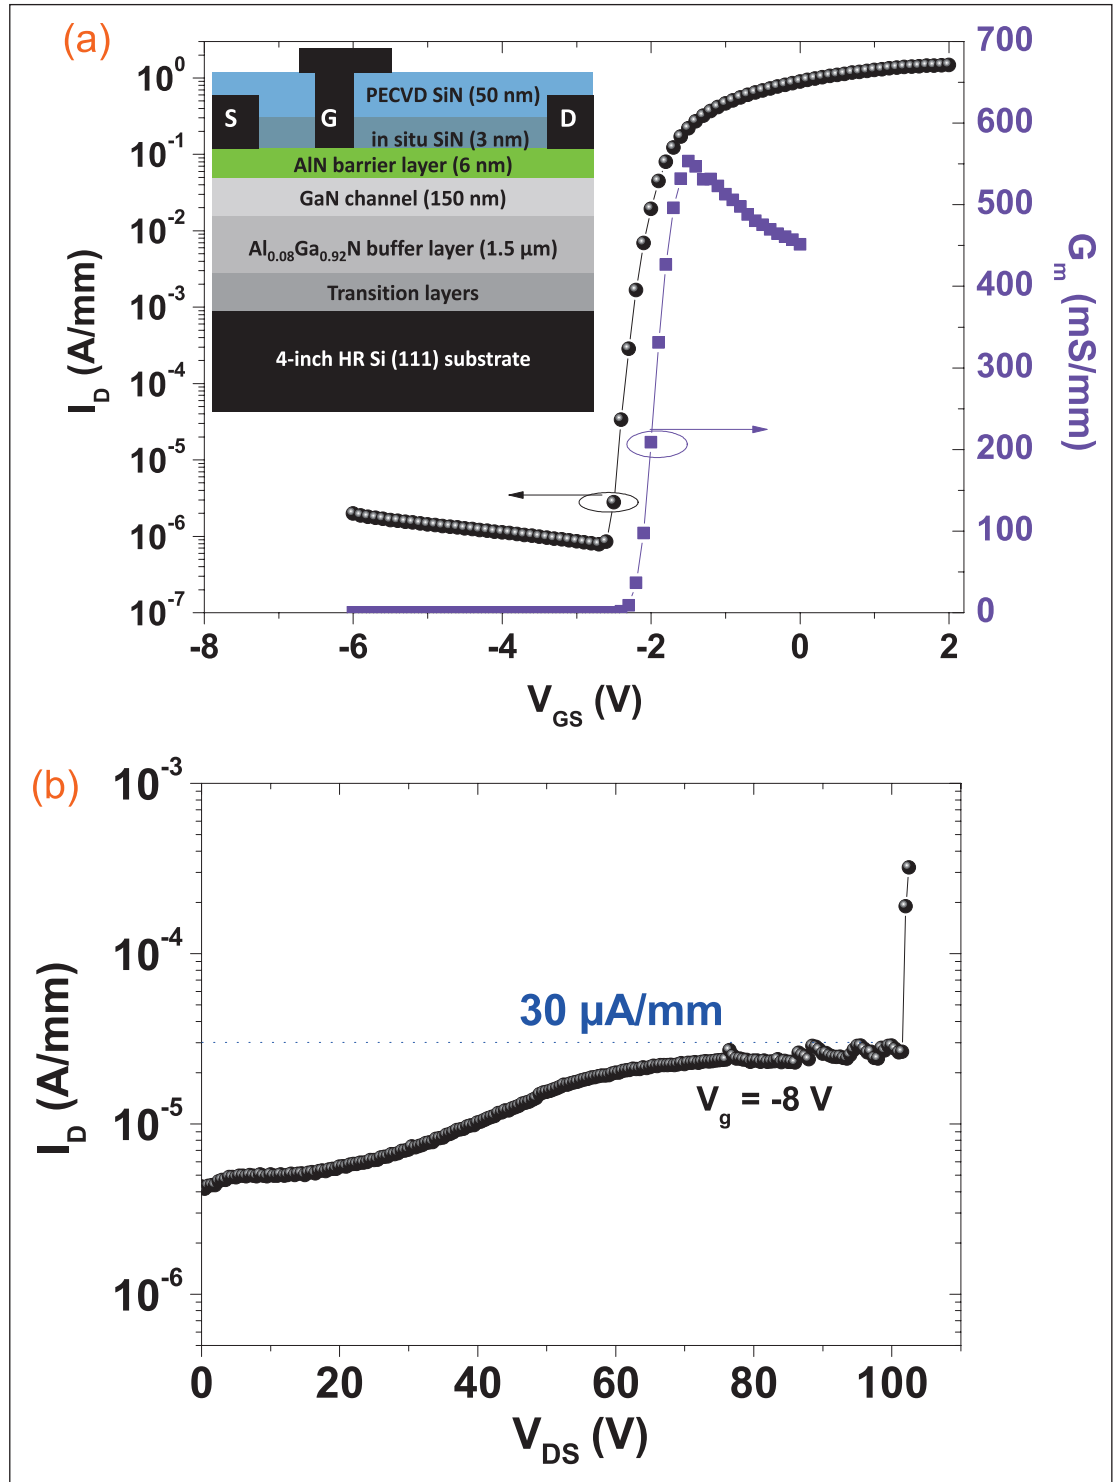 (a)
I_D (A/mm)
10^0
10^-1
10^-2
10^-3
10^-4
10^-5
10^-6
10^-7
S
G
D
PECVD SiN (50 nm)
in situ SiN (3 nm)
AlN barrier layer (6 nm)
GaN channel (150 nm)
Al_0.08Ga_0.92N buffer layer (1.5 μm)
Transition layers
4-inch HR Si (111) substrate
700
600
500
400
300
200
100
0
G_m (mS/mm)
-8 -6 -4 -2 0 2
V_GS (V)
(b)
I_D (A/mm)
10^-3
10^-4
10^-5
10^-6
30 μA/mm
V_g = -8 V
0 20 40 60 80 100
V_DS (V)